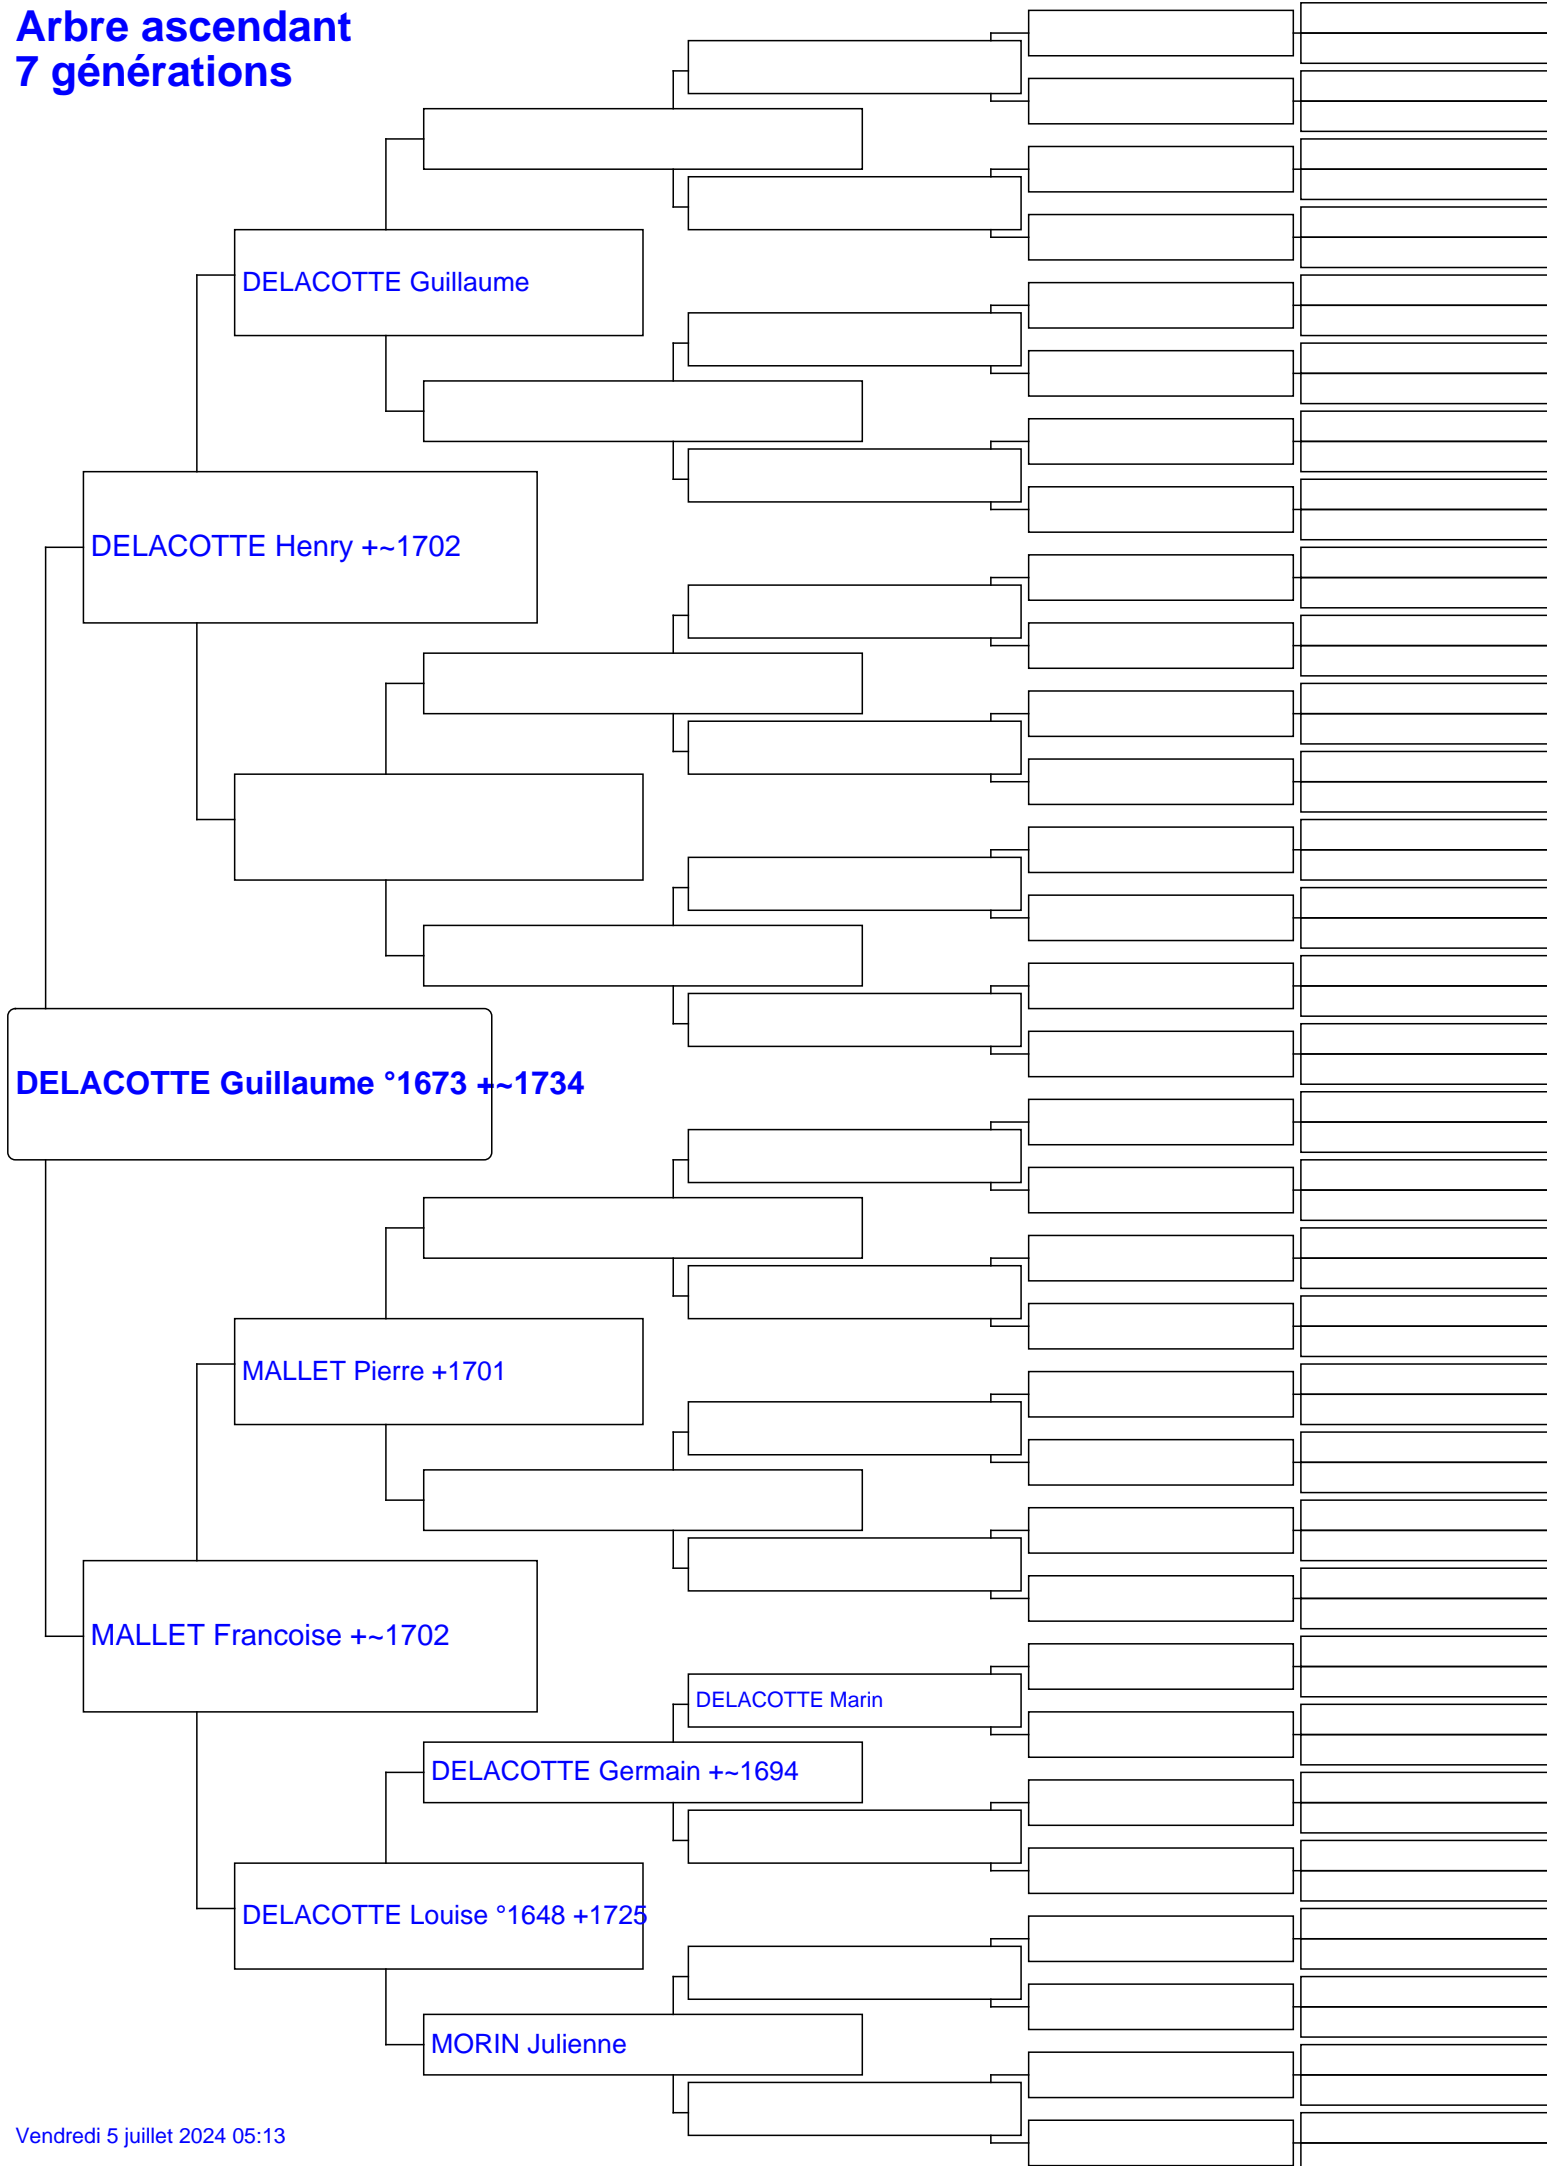 Arbre ascendant
7 générations
DELACOTTE Guillaume
DELACOTTE Henry +~1702
DELACOTTE Guillaume °1673 +~1734
MALLET Pierre +1701
MALLET Francoise +~1702
DELACOTTE Marin
DELACOTTE Germain +~1694
DELACOTTE Louise °1648 +1725
MORIN Julienne
Vendredi 5 juillet 2024 05:13